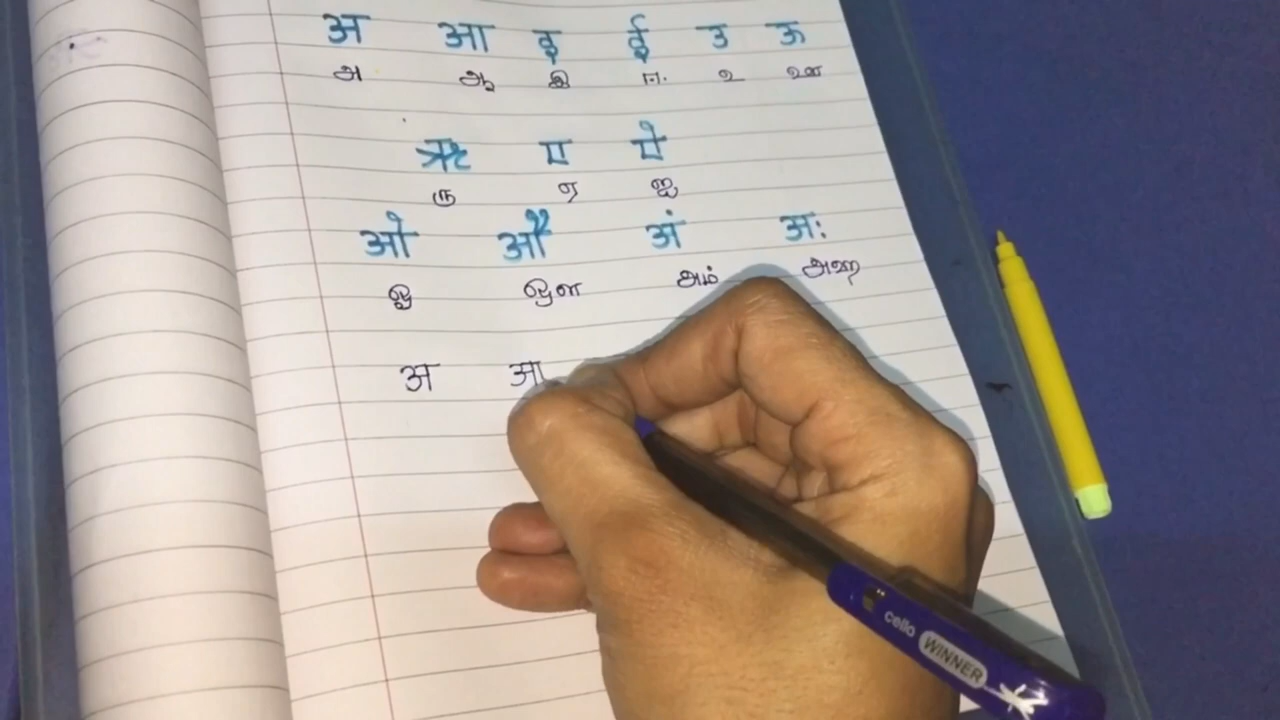 अ आ इ ई उ ऊ
அ ஆ இ ஈ உ ஊ
ऋ ए ऐ
ரு ஏ ஐ
ओ औ अं अः
ஓ ஔ அம் அஹ
अ आ
cello WINNER